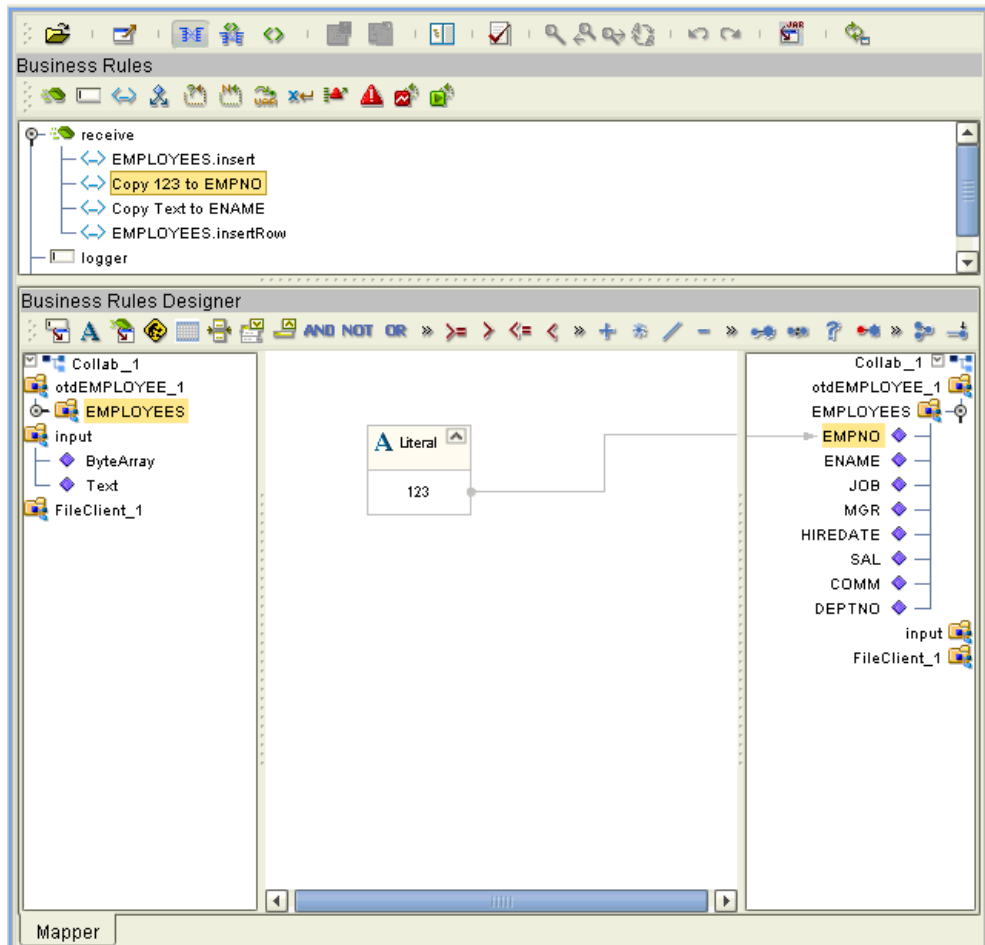 JAR
Business Rules
receive
EMPLOYEES.insert
Copy 123 to EMPNO
Copy Text to ENAME
EMPLOYEES.insertRow
logger
Business Rules Designer
A AND NOT OR » >= > <= < » + / - » ? » 
Collab_1
otdEMPLOYEE_1
EMPLOYEES
input
ByteArray
Text
FileClient_1
A Literal
123
Collab_1
otdEMPLOYEE_1
EMPLOYEES
EMPNO
ENAME
JOB
MGR
HIREDATE
SAL
COMM
DEPTNO
input
FileClient_1
Mapper